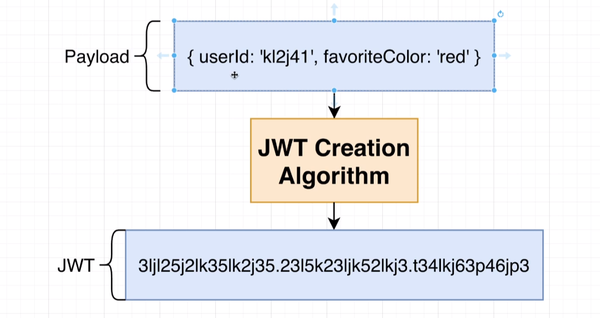 Payload
{ userId: 'kl2j41', favoriteColor: 'red' }
JWT Creation
Algorithm
JWT
3ljl25j2lk35lk2j35.23l5k23ljk52lkj3.t34lkj63p46jp3